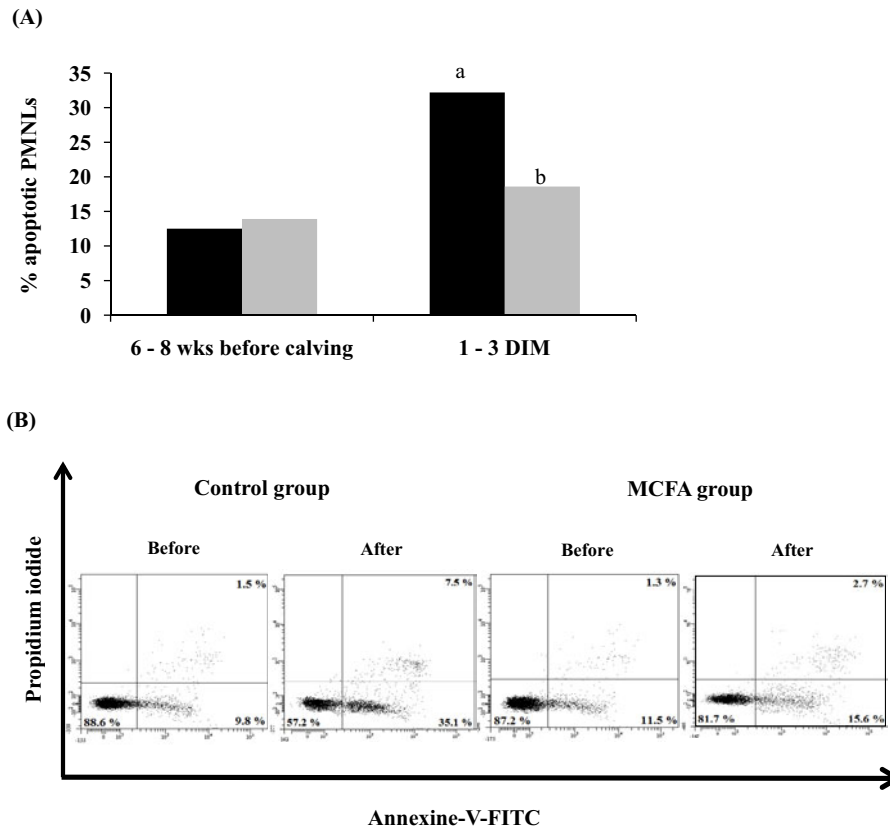 (A)
35
30
25
20
15
10
5
0
% apoptotic PMNLs
a
b
6 - 8 wks before calving
1 - 3 DIM
(B)
Propidium iodide
Control group
MCFA group
Before
After
Before
After
1.5 %
88.6 %
9.8 %
7.5 %
57.2 %
35.1 %
1.3 %
87.2 %
11.5 %
2.7 %
81.7 %
15.6 %
Annexine-V-FITC